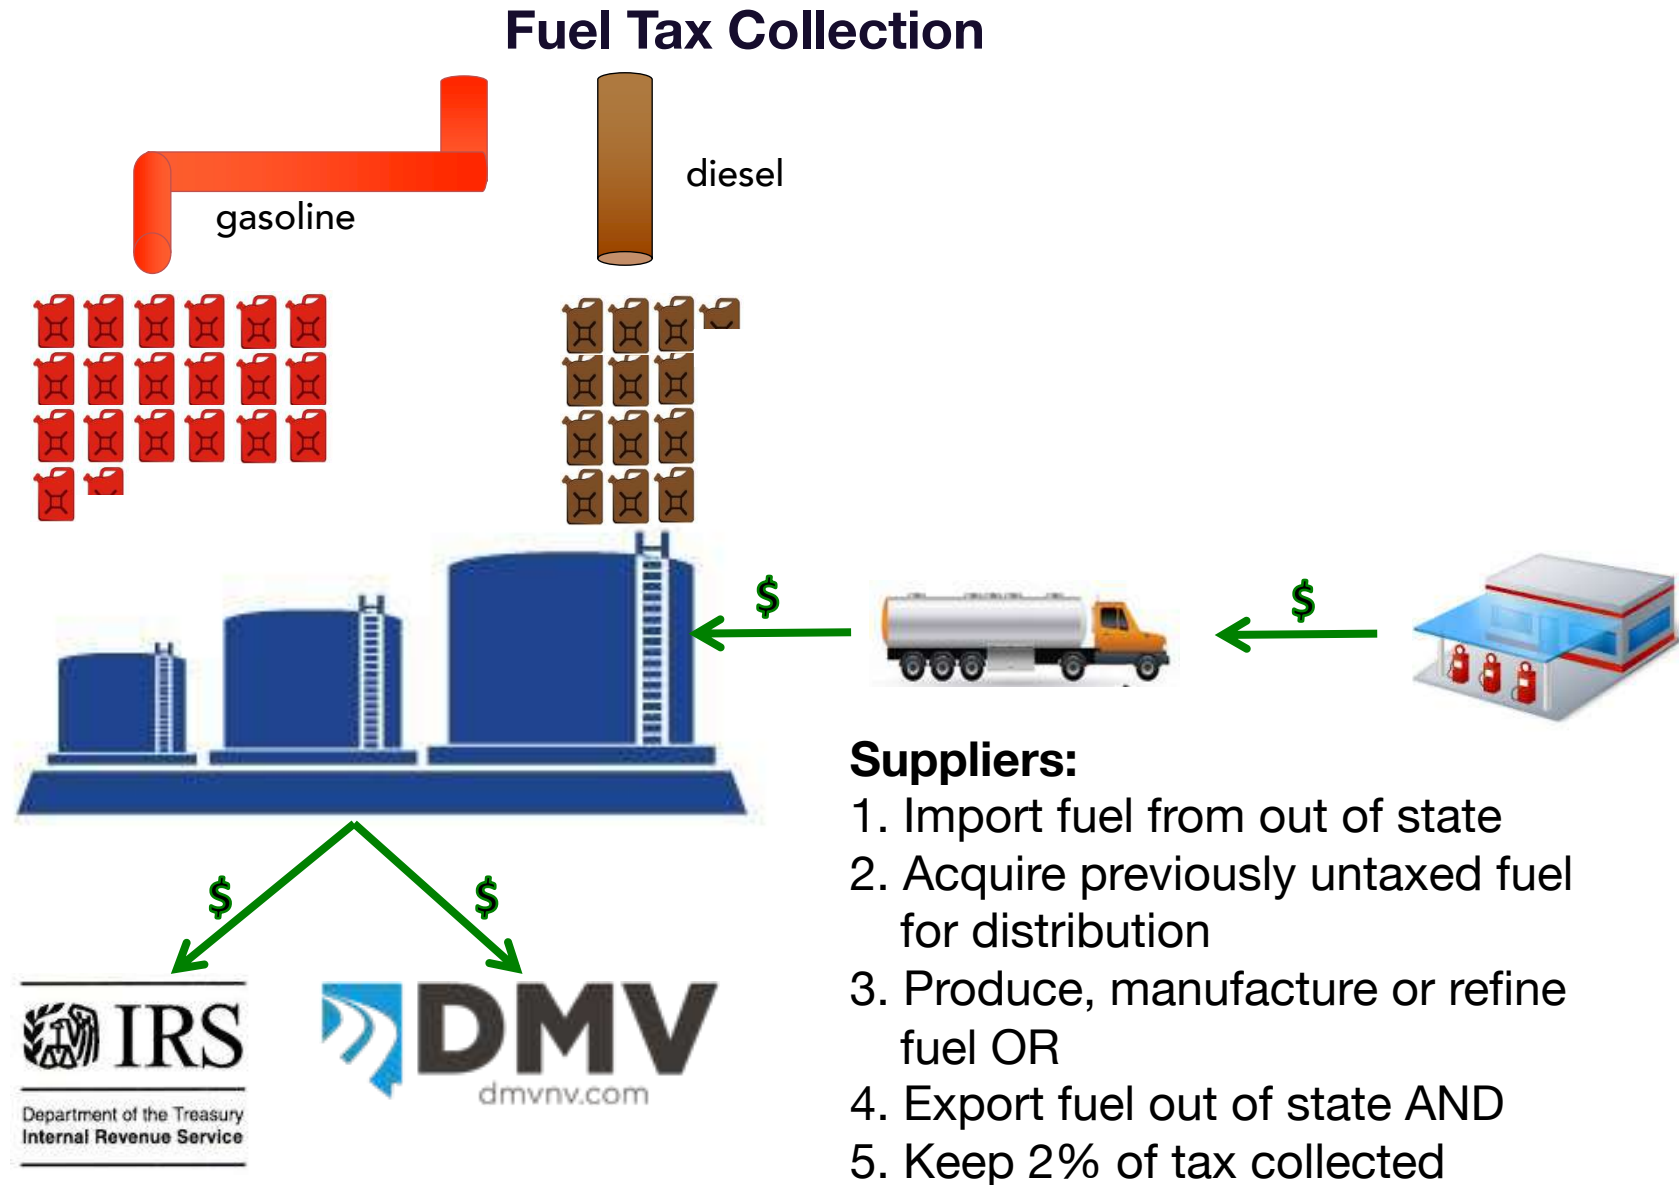 Fuel Tax Collection
diesel
gasoline
$
$
Suppliers:
1. Import fuel from out of state
2. Acquire previously untaxed fuel
for distribution
3. Produce, manufacture or refine
fuel OR
4. Export fuel out of state AND
5. Keep 2% of tax collected
$
$
IRS
Department of the Treasury
Internal Revenue Service
DMV
dmvnv.com